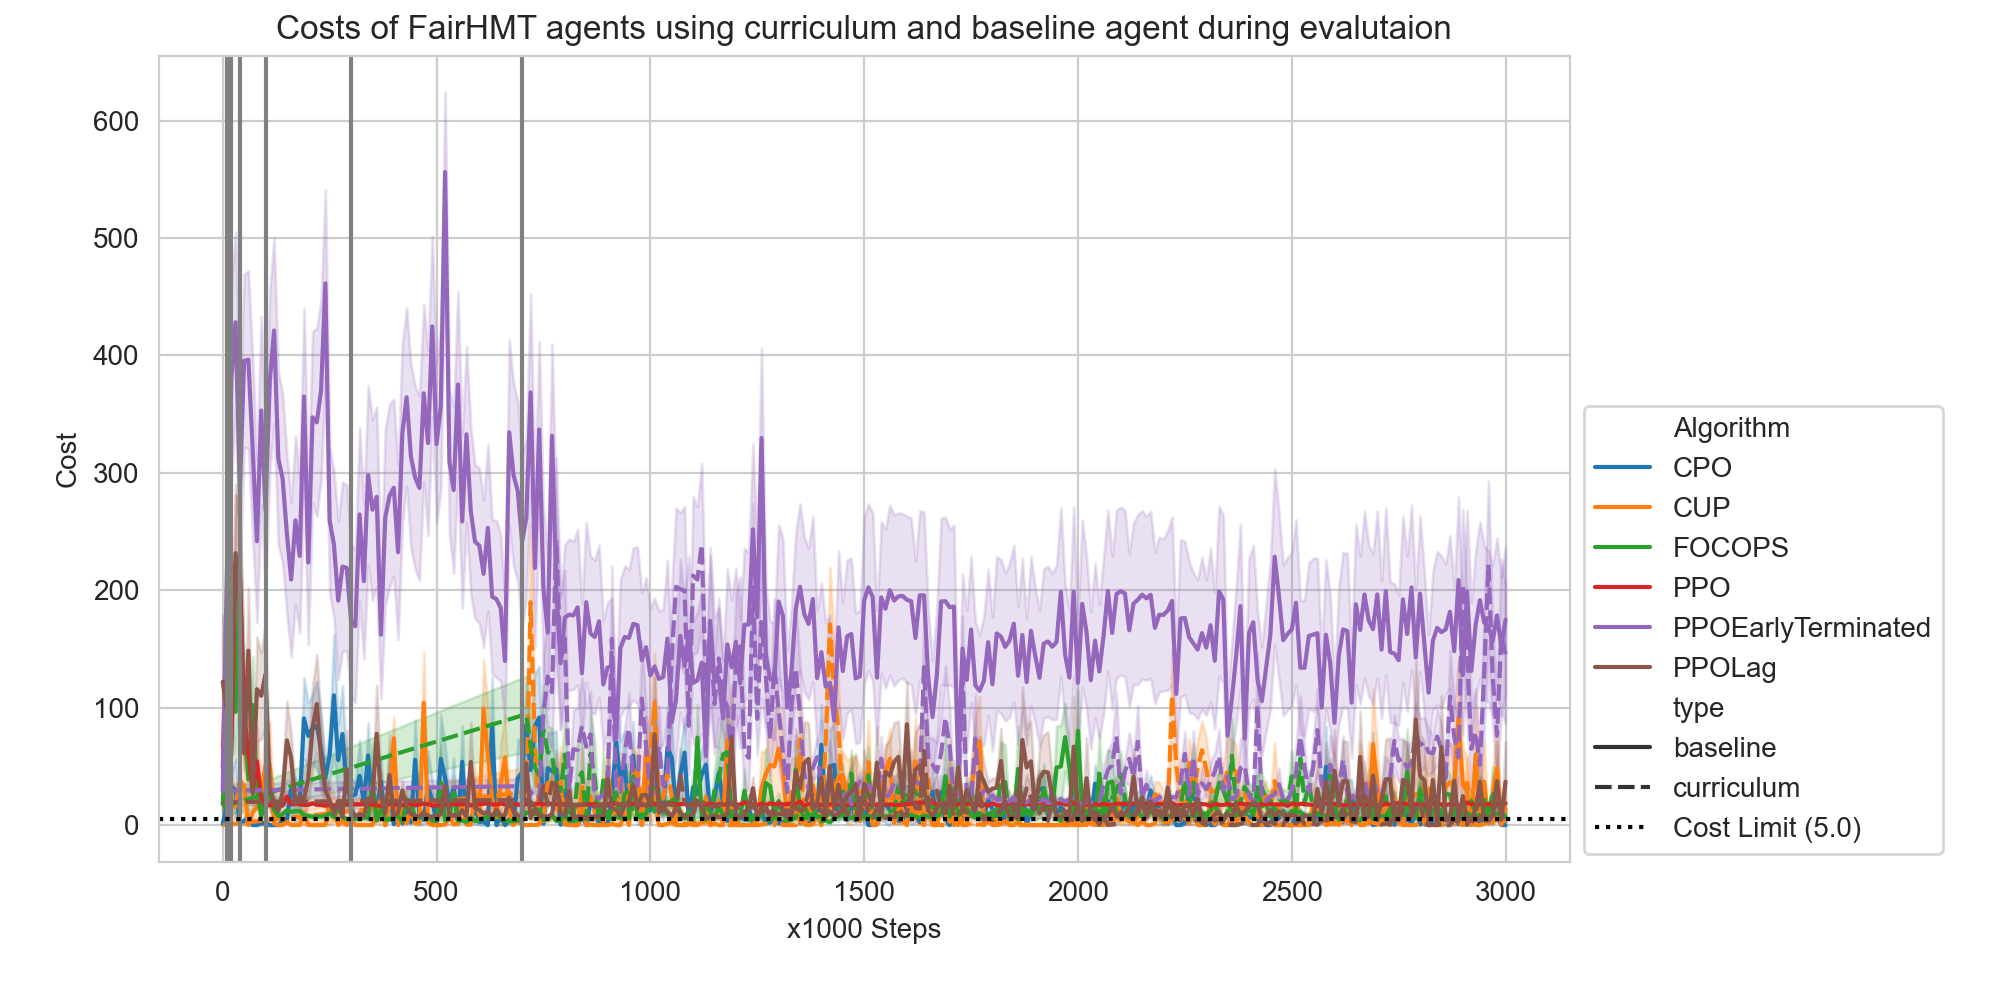 Costs of FairHMT agents using curriculum and baseline agent during evalutaion
600
500
400
300
200
100
0
Cost
0 500 1000 1500 2000 2500 3000
x1000 Steps
Algorithm
CPO
CUP
FOCOPS
PPO
PPOEarlyTerminated
PPOLag
type
baseline
curriculum
Cost Limit (5.0)